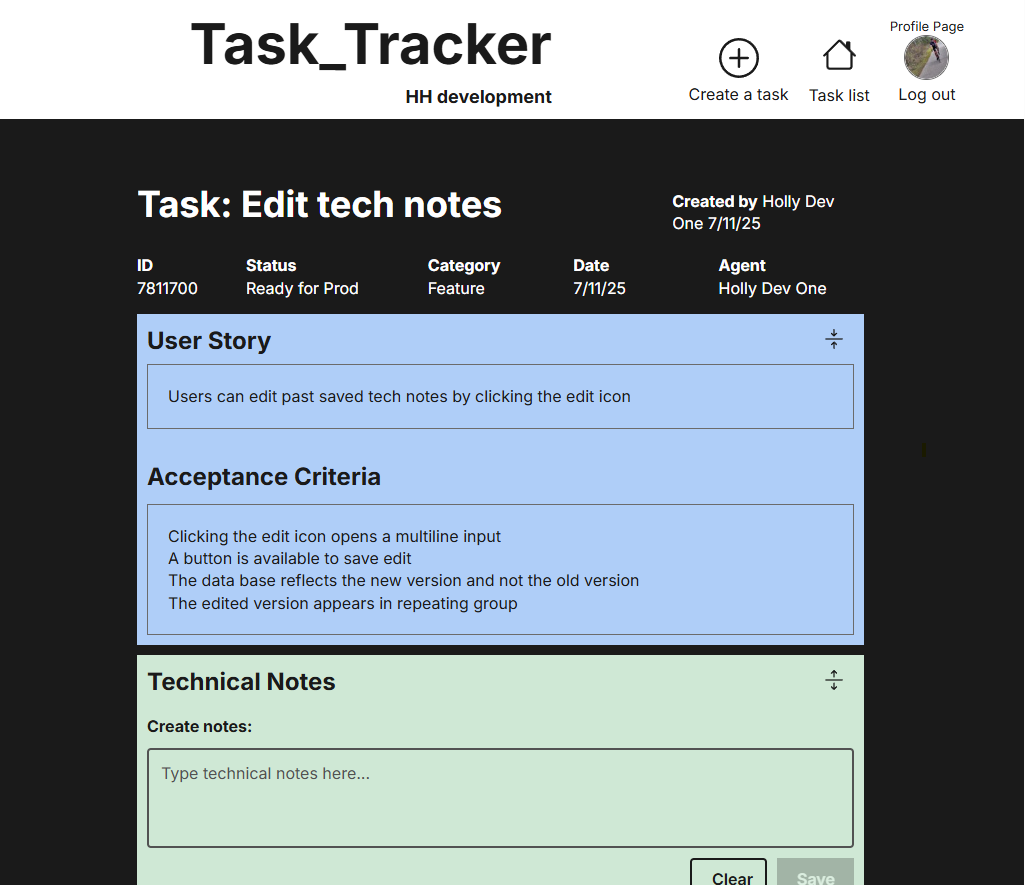 Task_Tracker
HH development
Create a task
Task list
Profile Page
Log out
Task: Edit tech notes
Created by Holly Dev
One 7/11/25
ID Status Category Date Agent
7811700 Ready for Prod Feature 7/11/25 Holly Dev One
User Story
Users can edit past saved tech notes by clicking the edit icon
Acceptance Criteria
Clicking the edit icon opens a multiline input
A button is available to save edit
The data base reflects the new version and not the old version
The edited version appears in repeating group
Technical Notes
Create notes:
Type technical notes here...
Clear Save